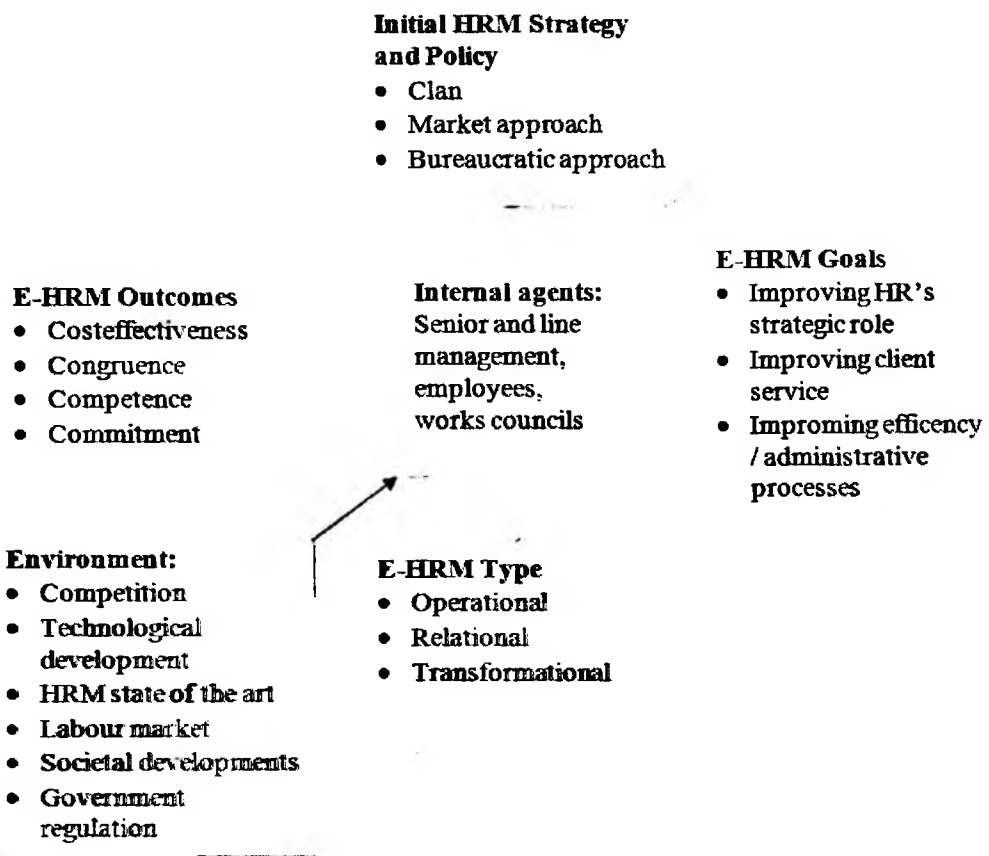 Initial HRM Strategy
and Policy
• Clan
• Market approach
• Bureaucratic approach
E-HRM Outcomes
• Costeffectiveness
• Congruence
• Competence
• Commitment
Internal agents:
Senior and line
management,
employees,
works councils
E-HRM Goals
• Improving HR's
strategic role
• Improving client
service
• Improming efficency
/ administrative
processes
Environment:
• Competition
• Technological
development
• HRM state of the art
• Labour market
• Societal developments
• Government
regulation
E-HRM Type
• Operational
• Relational
• Transformational